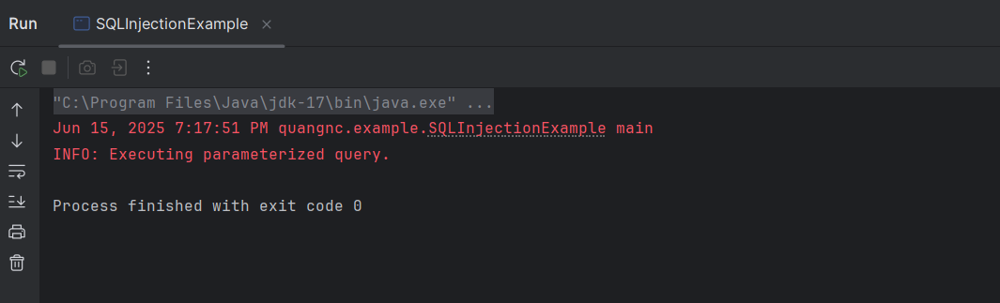 Run SQLInjectionExample
"C:\Program Files\Java\jdk-17\bin\java.exe" ...
Jun 15, 2025 7:17:51 PM quangnc.example.SQLInjectionExample main
INFO: Executing parameterized query.
Process finished with exit code 0